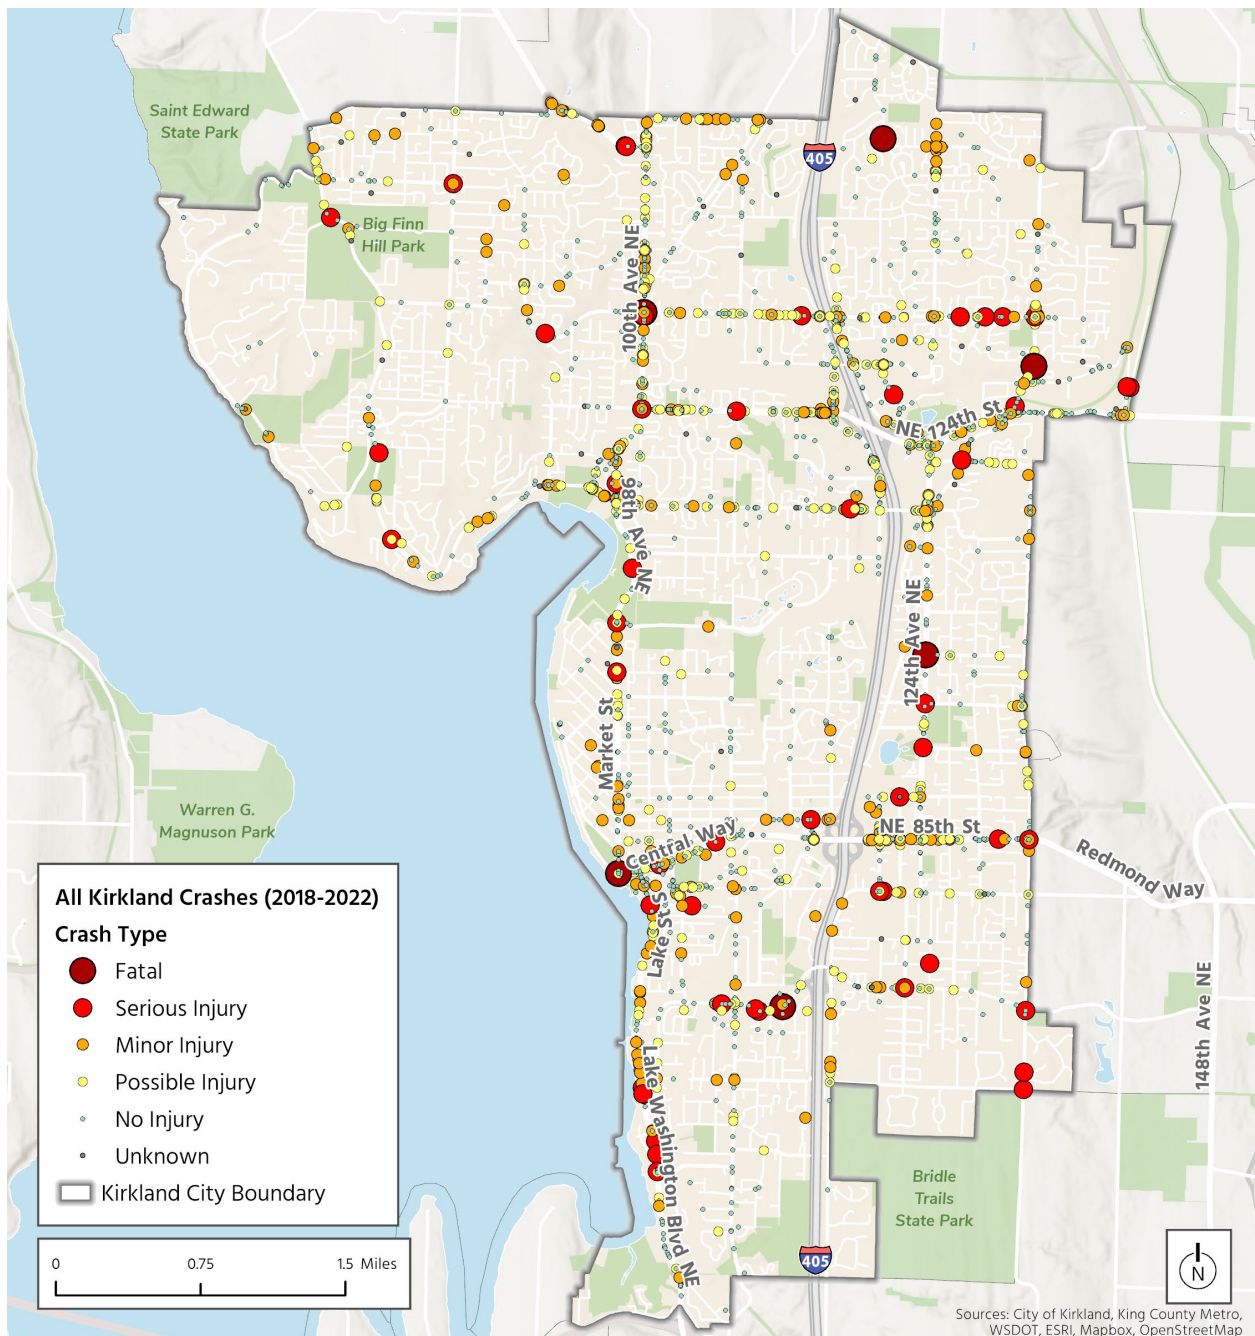 Saint Edward
State Park
405
Big Finn
Hill Park
100th Ave NE
NE 124th St
98th Ave NE
124th Ave NE
Market St
Warren G.
Magnuson Park
Central Way
NE 85th St
Redmond Way
Lake St S
148th Ave NE
Lake Washington Blvd NE
Bridle
Trails
State Park
405
All Kirkland Crashes (2018-2022)
Crash Type
Fatal
Serious Injury
Minor Injury
Possible Injury
No Injury
Unknown
Kirkland City Boundary
0 0.75 1.5 Miles
N
Sources: City of Kirkland, King County Metro,
WSDOT, ESRI, Mapbox, OpenStreetMap